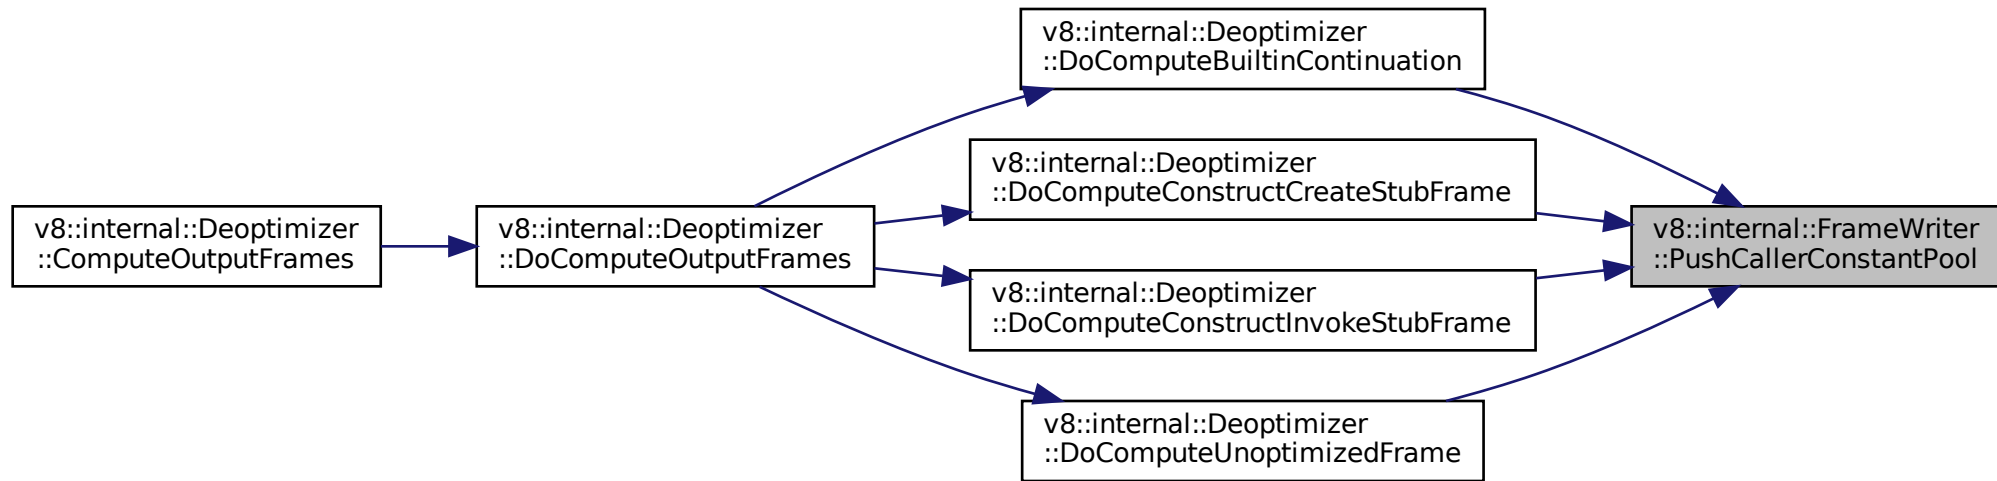 v8::internal::Deoptimizer
::ComputeOutputFrames
v8::internal::Deoptimizer
::DoComputeOutputFrames
v8::internal::Deoptimizer
::DoComputeBuiltinContinuation
v8::internal::Deoptimizer
::DoComputeConstructCreateStubFrame
v8::internal::Deoptimizer
::DoComputeConstructInvokeStubFrame
v8::internal::Deoptimizer
::DoComputeUnoptimizedFrame
v8::internal::FrameWriter
::PushCallerConstantPool